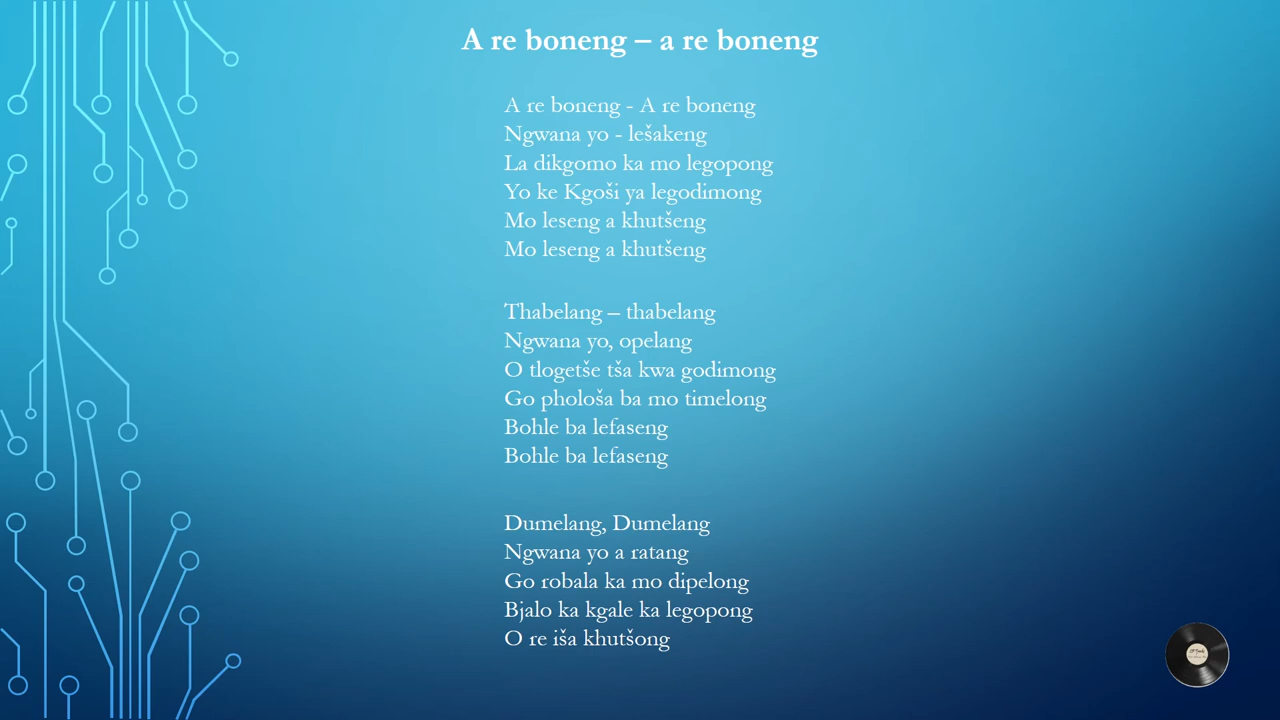 A re boneng – a re boneng
A re boneng - A re boneng
Ngwana yo - lešakeng
La dikgomo ka mo legopong
Yo ke Kgoši ya legodimong
Mo leseng a khutšeng
Mo leseng a khutšeng
Thabelang – thabelang
Ngwana yo, opelang
O tlogetše tša kwa godimong
Go phološa ba mo timelong
Bohle ba lefaseng
Bohle ba lefaseng
Dumelang, Dumelang
Ngwana yo a ratang
Go robala ka mo dipelong
Bjalo ka kgale ka legopong
O re iša khutšong